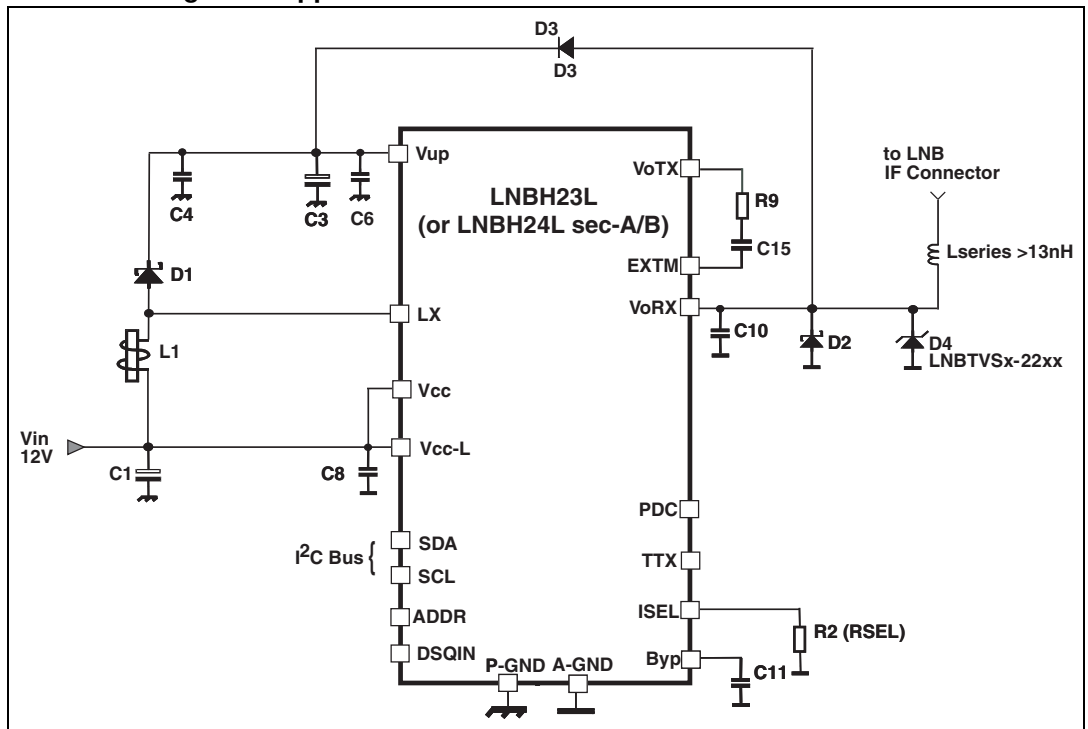 D3
D3
Vup
VoTX
to LNB
IF Connector
LNBH23L
(or LNBH24L sec-A/B)
R9
C4
C3
C6
C15
EXTM
Lseries >13nH
D1
LX
VoRX
C10
D2
D4
LNBTVSx-22xx
L1
Vcc
Vin
12V
Vcc-L
C1
C8
PDC
I2C Bus {
SDA
SCL
TTX
ISEL
ADDR
R2 (RSEL)
DSQIN
P-GND
A-GND
Byp
C11